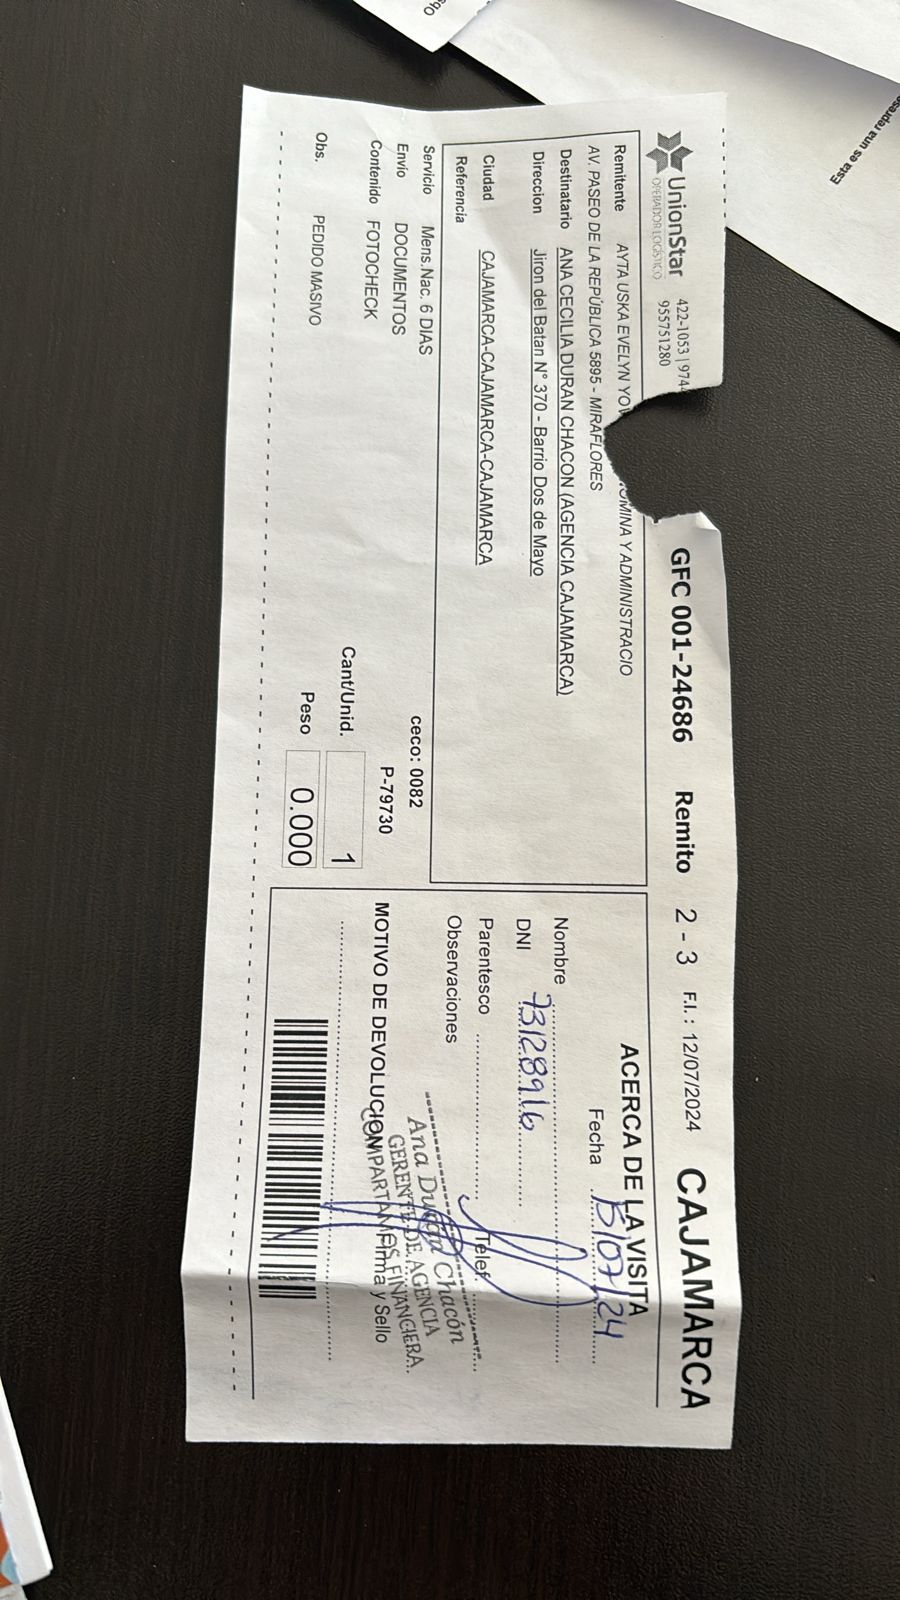 UnionStar
OPERADOR LOGÍSTICO
422-1053 | 9744
955751280
GFC 001-24686 Remito 2 - 3 F.I.: 12/07/2024 CAJAMARCA
Remitente AYTA USKA EVELYN YO OMINA Y ADMINISTRACIO
AV. PASEO DE LA REPÚBLICA 5895 - MIRAFLORES
Destinatario ANA CECILIA DURAN CHACON (AGENCIA CAJAMARCA)
Direccion Jiron del Batan N° 370 - Barrio Dos de Mayo
Ciudad CAJAMARCA-CAJAMARCA-CAJAMARCA
Referencia
Servicio Mens.Nac. 6 DIAS ceco: 0082
Envio DOCUMENTOS P-79730
Contenido FOTOCHECK
Cant/Unid. 1
Obs. PEDIDO MASIVO
Peso 0.000
ACERCA DE LA VISITA
Fecha 15/07/24
Nombre
DNI 73128916
Parentesco Telef.
Observaciones
Ana Durán Chacón
GERENTE DE AGENCIA
COMPARTAMOS FINANCIERA
MOTIVO DE DEVOLUCION
Firma y Sello
Esta es una represe
Obs